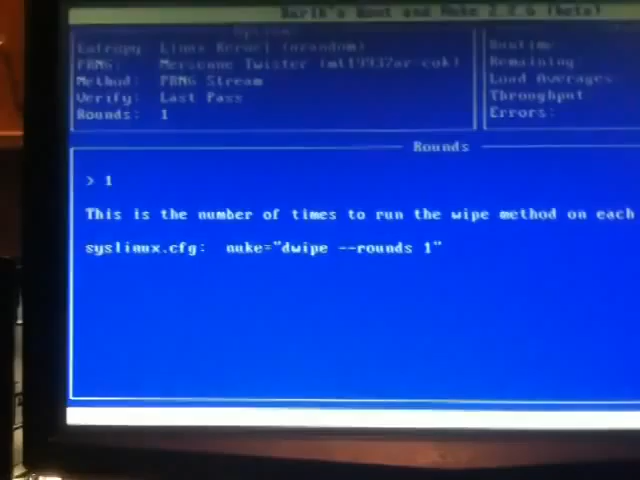 Darik's Boot and Nuke 2.2.6 (beta)
Entropy: Linux Kernel (urandom)
PRNG: Mersenne Twister (mt19937ar-cok)
Method: PRNG Stream
Verify: Last Pass
Rounds: 1
Runtime:
Remaining:
Load Averages:
Throughput:
Errors:
Rounds
> 1
This is the number of times to run the wipe method on each
syslinux.cfg: nuke="dwipe --rounds 1"